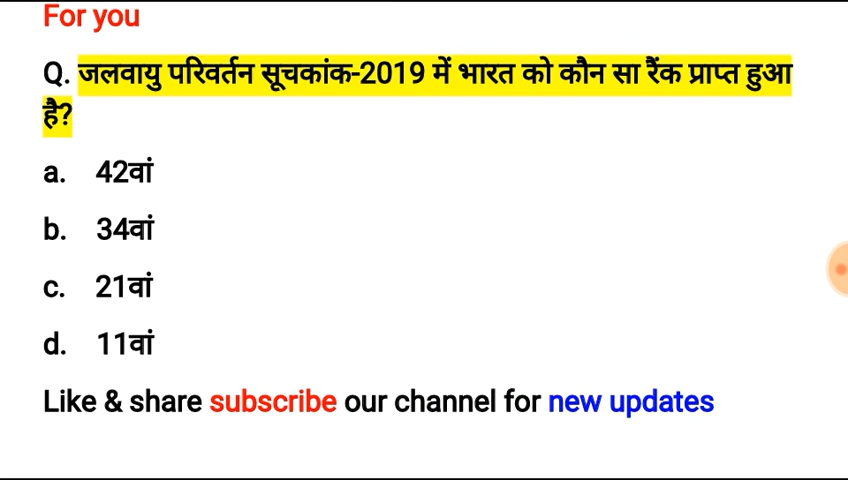 For you
Q. जलवायु परिवर्तन सूचकांक-2019 में भारत को कौन सा रैंक प्राप्त हुआ
है?
a. 42वां
b. 34वां
c. 21वां
d. 11वां
Like & share subscribe our channel for new updates